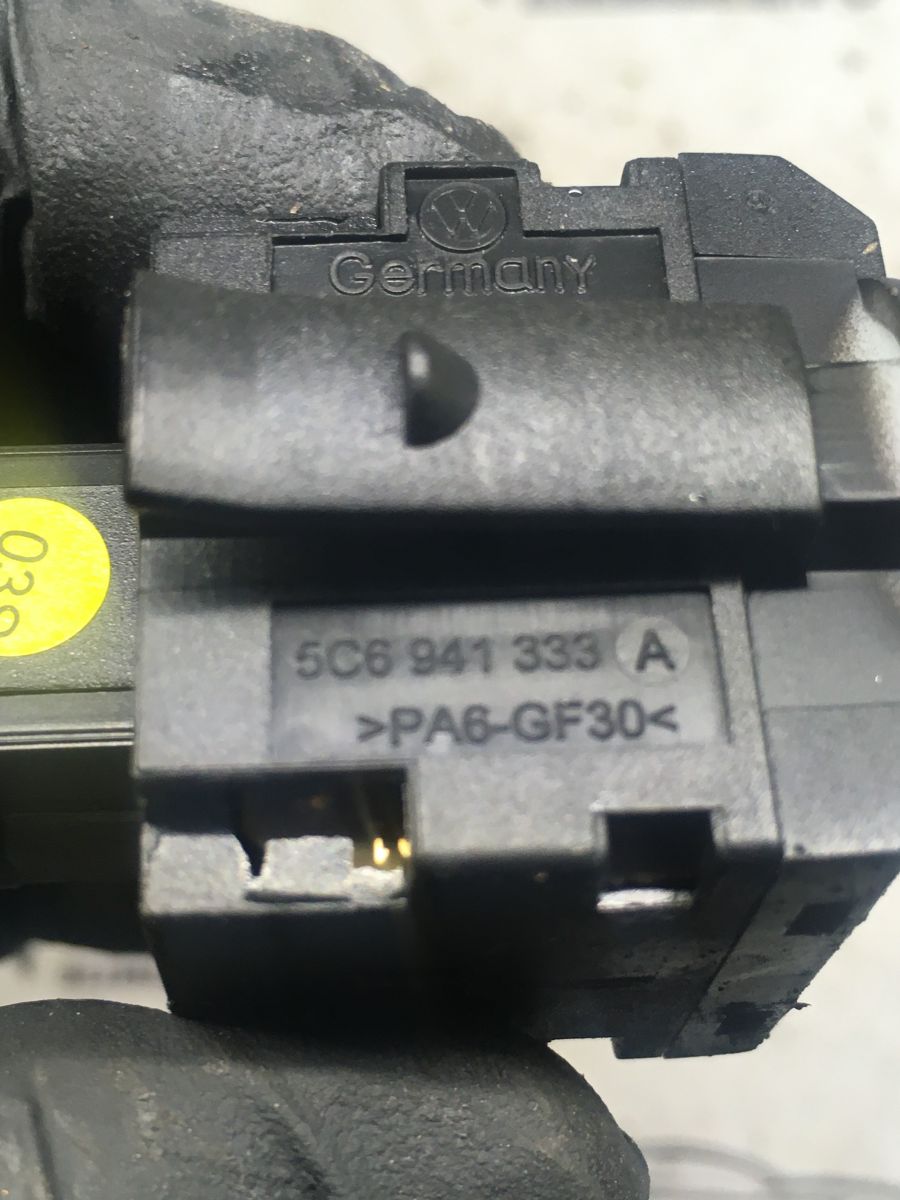 Germany
5C6 941 333 A
>PA6-GF30<